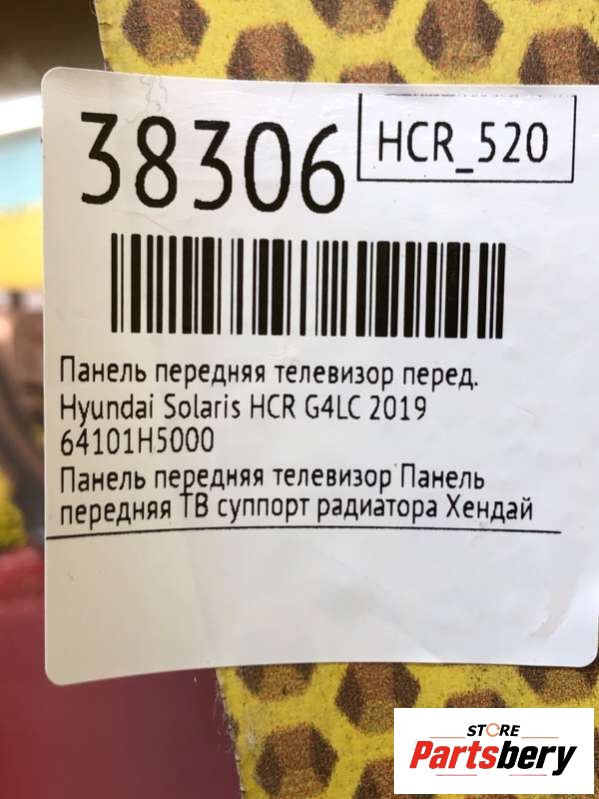 38306
HCR_520
Панель передняя телевизор перед.
Hyundai Solaris HCR G4LC 2019
64101H5000
Панель передняя телевизор Панель
передняя ТВ суппорт радиатора Хендай
STORE
Partsbery